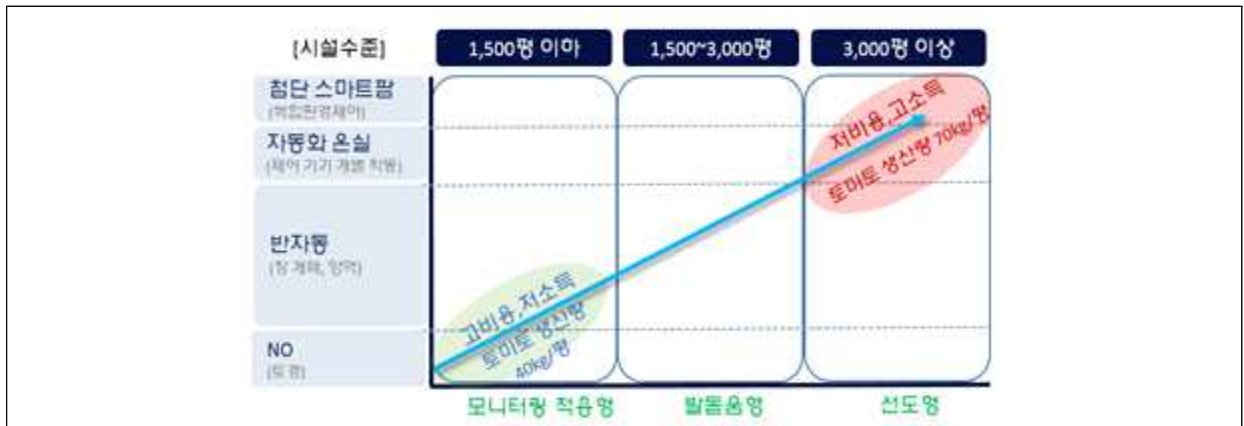 [시설수준]
1,500평 이하
1,500~3,000평
3,000평 이상
첨단 스마트팜
(복합환경제어)
자동화 온실
(제어 기기 개별 작동)
반자동
(창 개폐, 양액)
NO
(토경)
저비용,고소득
토마토 생산량 70kg/평
고비용,저소득
토마토 생산량
40kg/평
모니터링 적용형
발돋움형
선도형